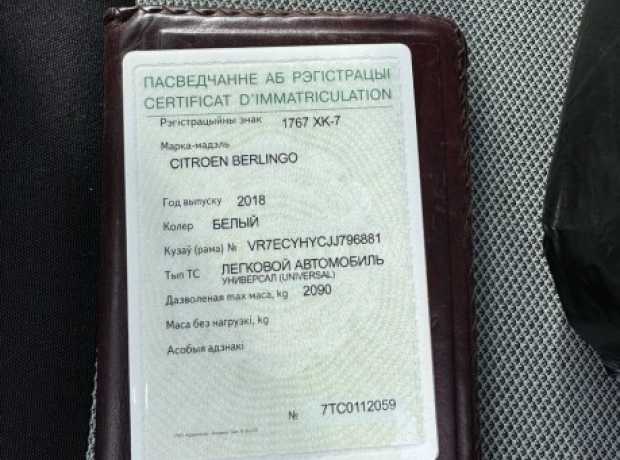 ПАСВЕДЧАННЕ АБ РЭГІСТРАЦЫІ
CERTIFICAT D'IMMATRICULATION
Рэгістрацыйны знак 1767 XK-7
Марка-мадэль
CITROEN BERLINGO
Год выпуску 2018
Колер БЕЛЫЙ
Кузаў (рама) № VR7ECYHYCJJ796881
Тып ТС ЛЕГКОВОЙ АВТОМОБИЛЬ
УНИВЕРСАЛ (UNIVERSAL)
Дазволеная max маса, kg 2090
Маса без нагрузкі, kg
Асобыя адзнакі
№ 7TC0112059